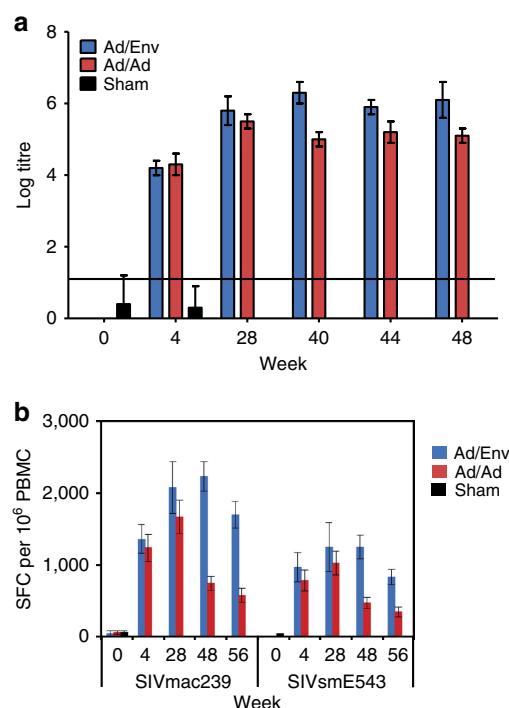 a
8
6
4
2
0
Log titre
Ad/Env
Ad/Ad
Sham
0 4 28 40 44 48
Week
b
3,000
2,000
1,000
0
SFC per 10⁶ PBMC
Ad/Env
Ad/Ad
Sham
0 4 28 48 56 0 4 28 48 56
SIVmac239 SIVsmE543
Week